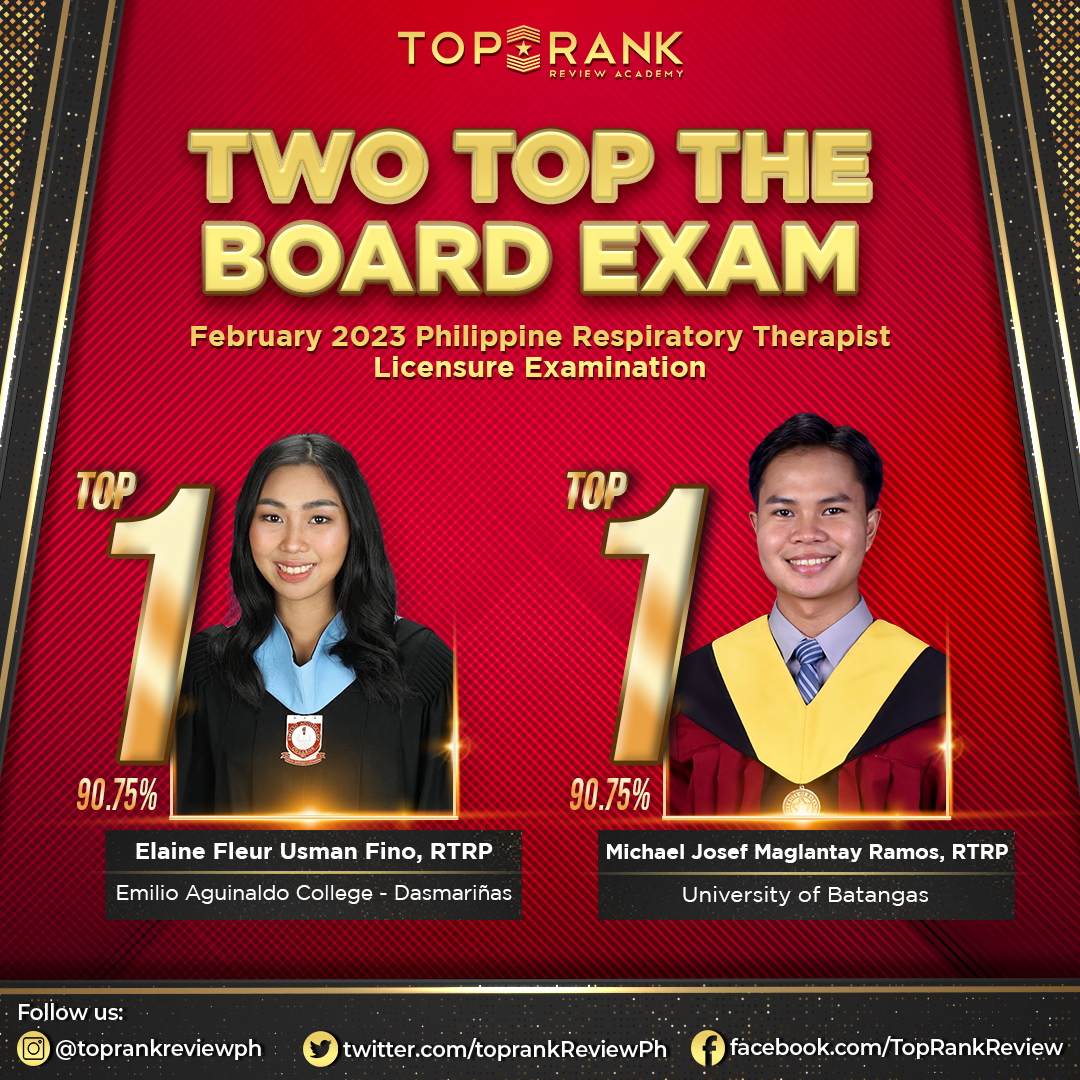 TOP RANK
REVIEW ACADEMY
TWO TOP THE
BOARD EXAM
February 2023 Philippine Respiratory Therapist
Licensure Examination
TOP
1
90.75%
Elaine Fleur Usman Fino, RTRP
Emilio Aguinaldo College - Dasmariñas
TOP
1
90.75%
Michael Josef Maglantay Ramos, RTRP
University of Batangas
Follow us:
@toprankreviewph
twitter.com/toprankReviewPh
facebook.com/TopRankReview